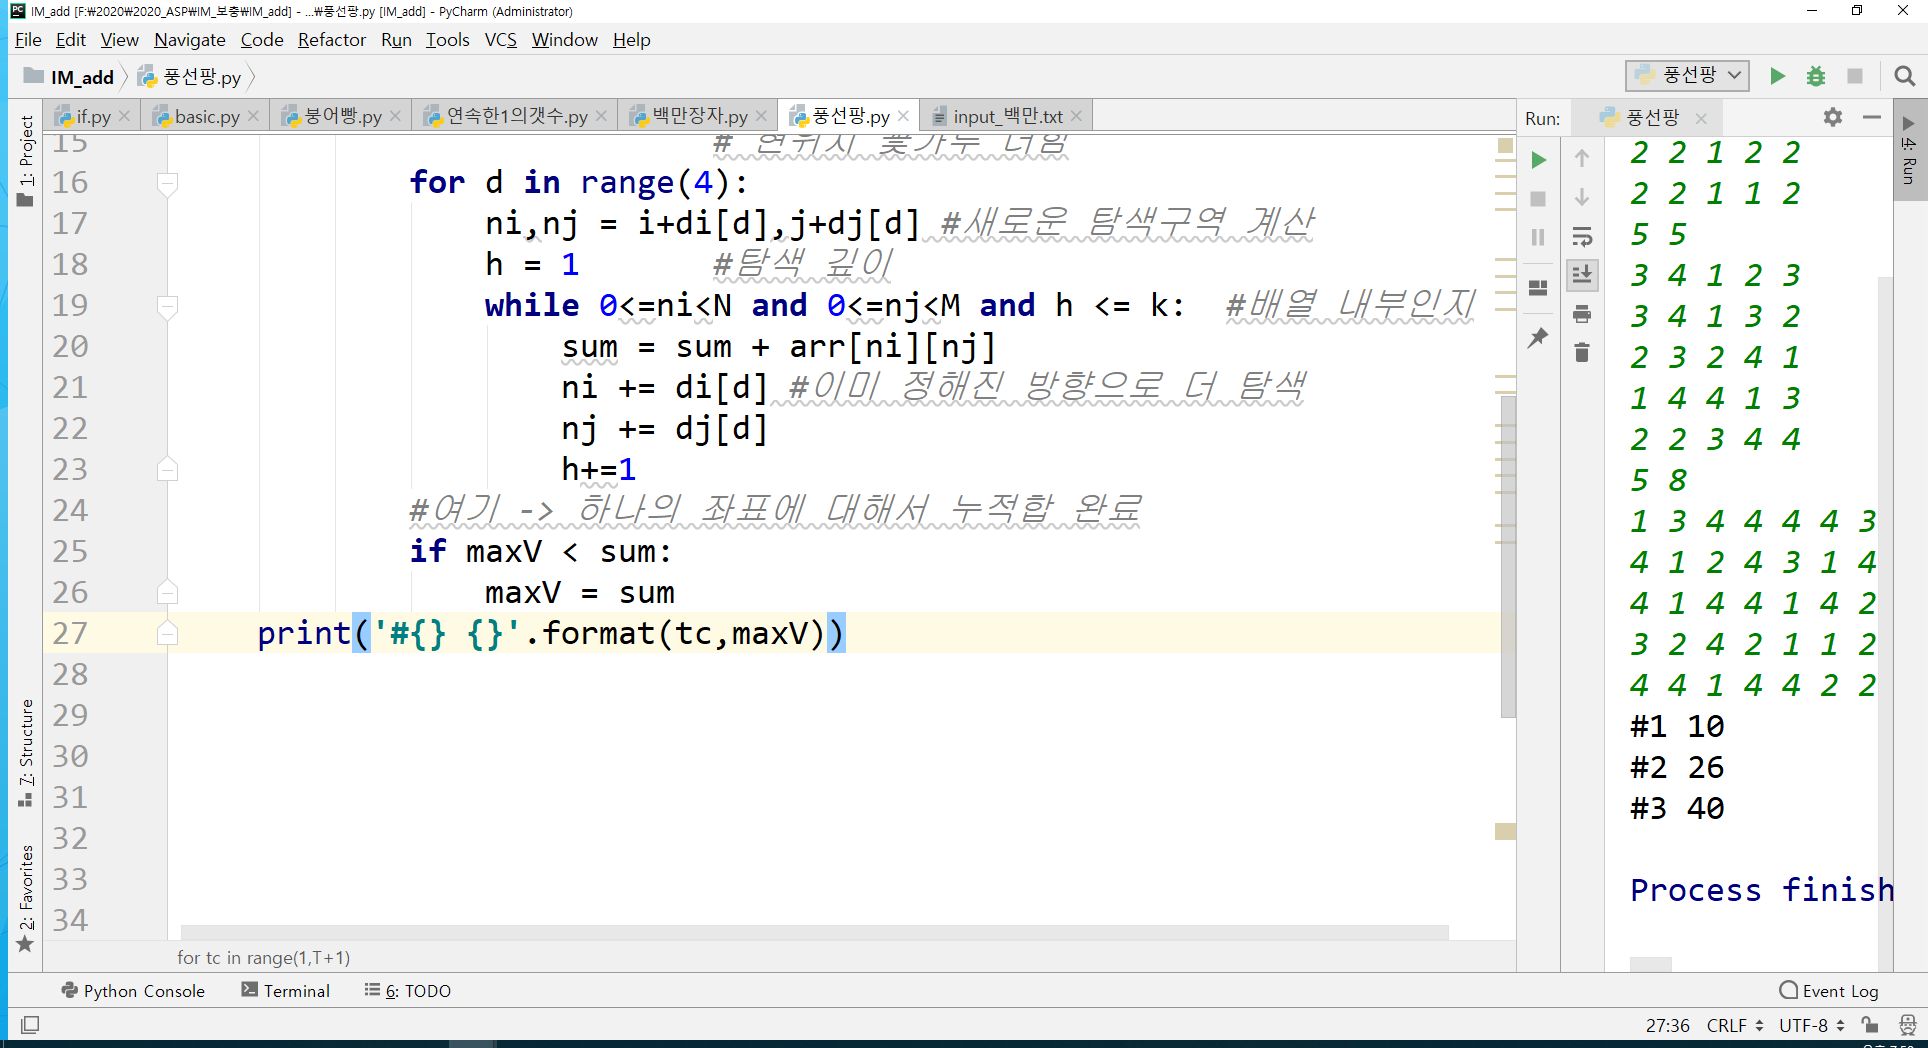 IM_add [F:\2020\2020_ASP\IM_보충\IM_add] - ...\풍선팡.py [IM_add] - PyCharm (Administrator)
File Edit View Navigate Code Refactor Run Tools VCS Window Help
IM_add 풍선팡.py 풍선팡
if.py basic.py 붕어빵.py 연속한1의갯수.py 백만장자.py 풍선팡.py input_백만.txt
1: Project
7: Structure
2: Favorites
15 # 현위치 꽃가루 더함
16 for d in range(4):
17 ni,nj = i+di[d],j+dj[d] #새로운 탐색구역 계산
18 h = 1 #탐색 깊이
19 while 0<=ni<N and 0<=nj<M and h <= k: #배열 내부인지
20 sum = sum + arr[ni][nj]
21 ni += di[d] #이미 정해진 방향으로 더 탐색
22 nj += dj[d]
23 h+=1
24 #여기 -> 하나의 좌표에 대해서 누적합 완료
25 if maxV < sum:
26 maxV = sum
27 print('#{} {}'.format(tc,maxV))
28
29
30
31
32
33
34
for tc in range(1,T+1)
Run: 풍선팡
4: Run
2 2 1 2 2
2 2 1 1 2
5 5
3 4 1 2 3
3 4 1 3 2
2 3 2 4 1
1 4 4 1 3
2 2 3 4 4
5 8
1 3 4 4 4 4 3
4 1 2 4 3 1 4
4 1 4 4 1 4 2
3 2 4 2 1 1 2
4 4 1 4 4 2 2
#1 10
#2 26
#3 40
Process finish
Python Console Terminal 6: TODO Event Log
27:36 CRLF UTF-8